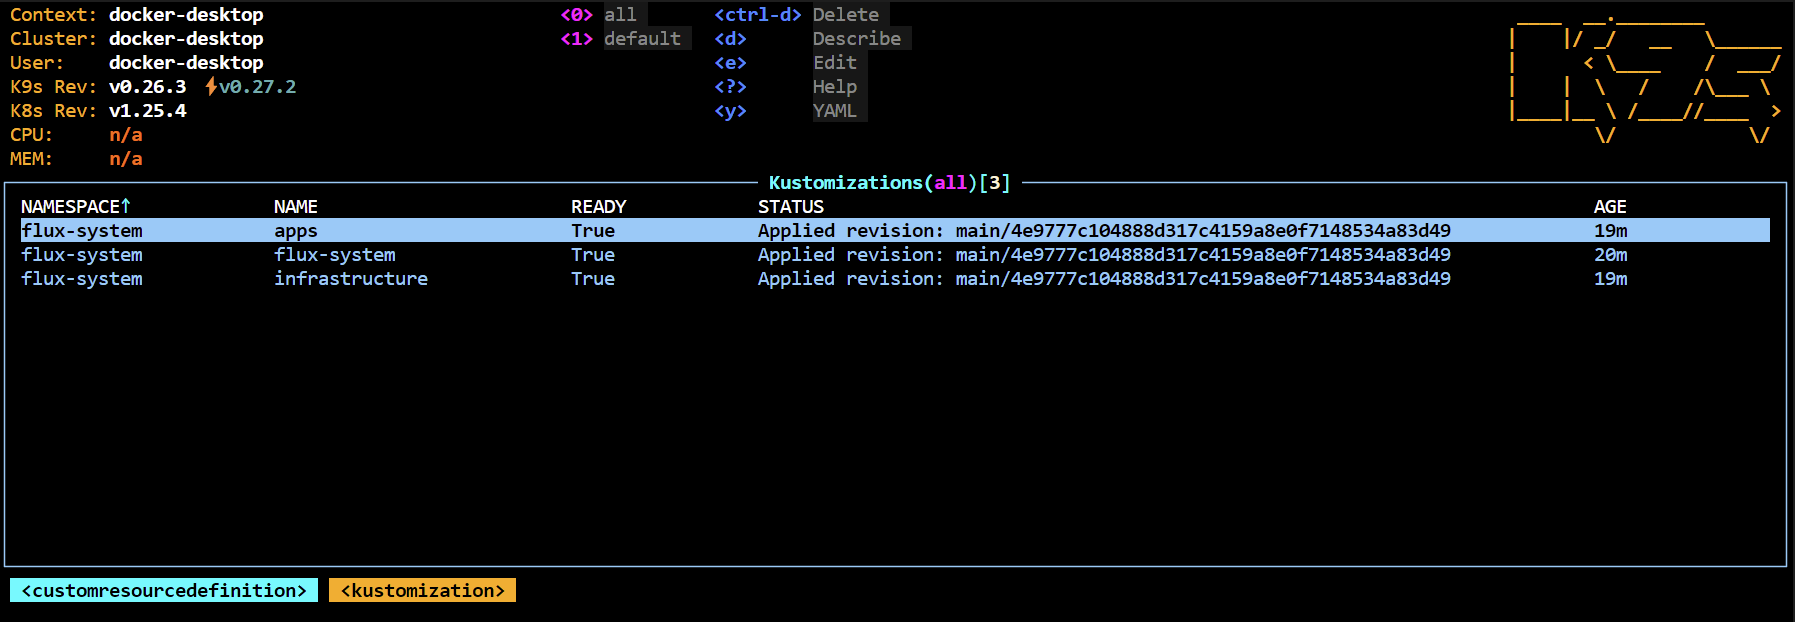 Context: docker-desktop <0> all <ctrl-d> Delete
Cluster: docker-desktop <1> default <d> Describe
User: docker-desktop <e> Edit
K9s Rev: v0.26.3 ⚡v0.27.2 <?> Help
K8s Rev: v1.25.4 <y> YAML
CPU: n/a
MEM: n/a
Kustomizations(all)[3]
NAMESPACE↑ NAME READY STATUS AGE
flux-system apps True Applied revision: main/4e9777c104888d317c4159a8e0f7148534a83d49 19m
flux-system flux-system True Applied revision: main/4e9777c104888d317c4159a8e0f7148534a83d49 20m
flux-system infrastructure True Applied revision: main/4e9777c104888d317c4159a8e0f7148534a83d49 19m
<customresourcedefinition> <kustomization>